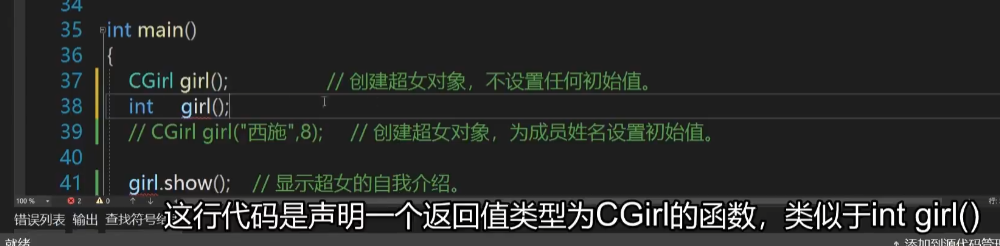 34
35 int main()
36 {
37 CGirl girl(); // 创建超女对象，不设置任何初始值。
38 int girl();
39 // CGirl girl("西施",8); // 创建超女对象，为成员姓名设置初始值。
40
41 girl.show(); // 显示超女的自我介绍。
100 % 2 0
错误列表 输出 查找符号结
这行代码是声明一个返回值类型为CGirl的函数，类似于int girl()
就绪 添加到源代码管理